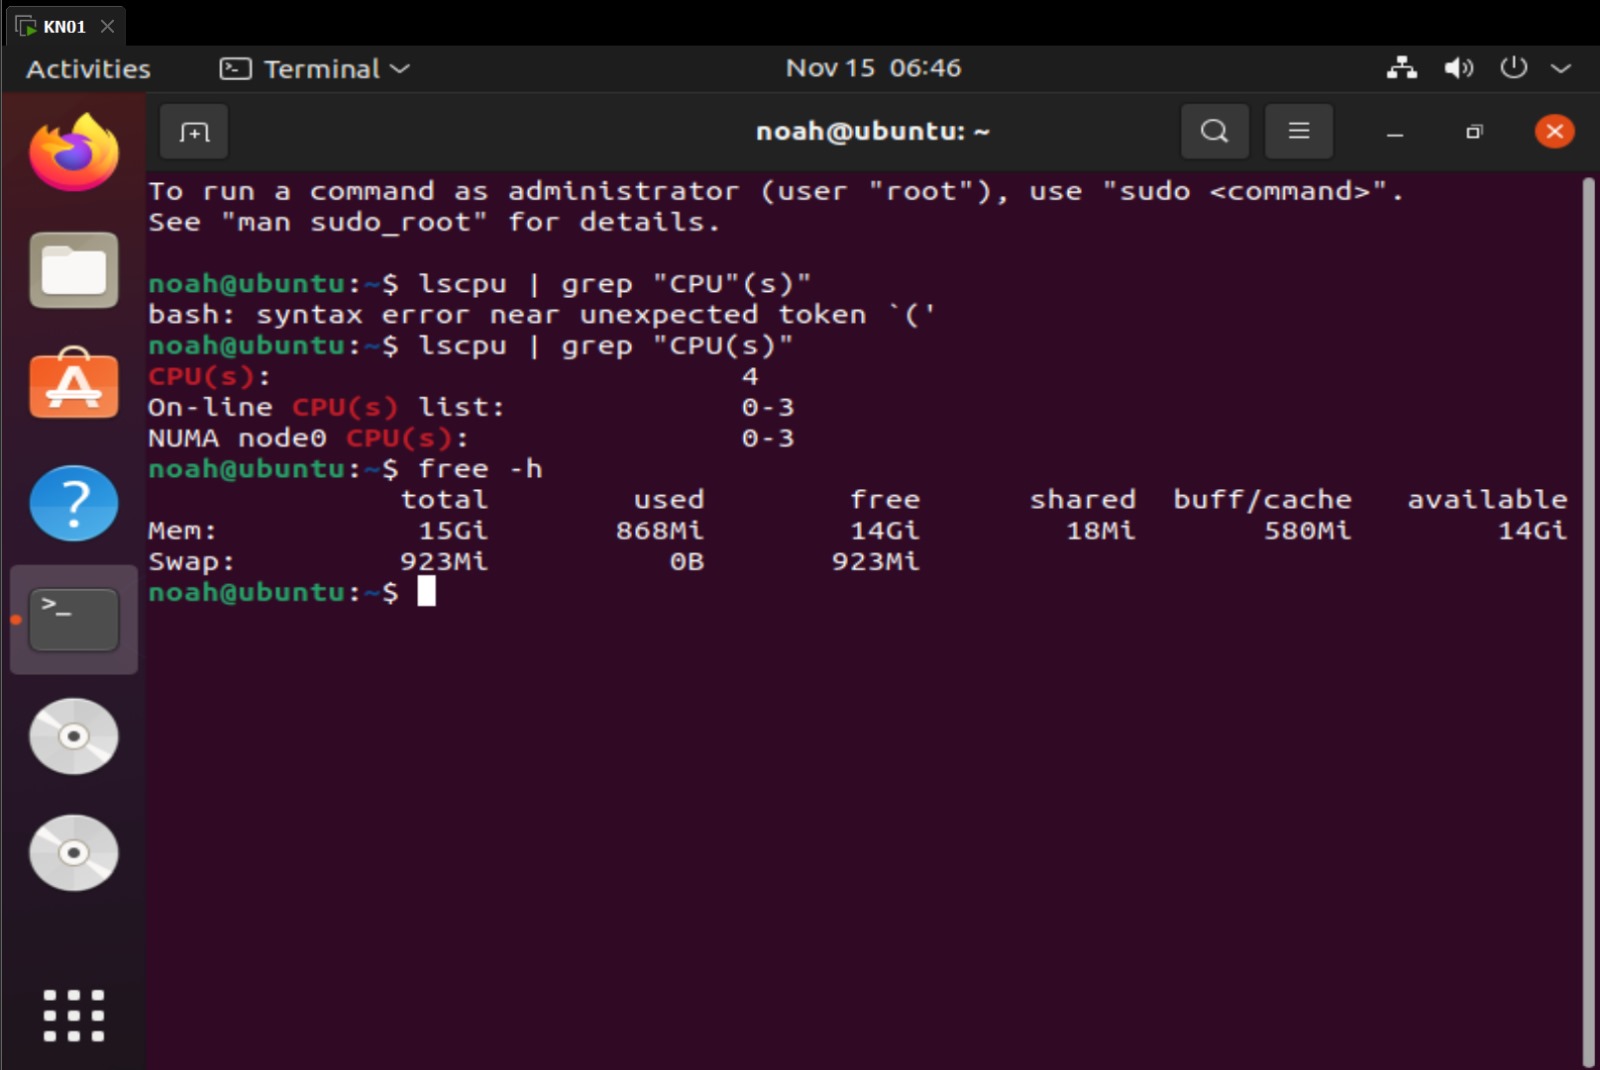 KN01
Activities
Terminal
Nov 15 06:46
noah@ubuntu: ~
To run a command as administrator (user "root"), use "sudo <command>".
See "man sudo_root" for details.
noah@ubuntu:~$ lscpu | grep "CPU"(s)"
bash: syntax error near unexpected token `('
noah@ubuntu:~$ lscpu | grep "CPU(s)"
CPU(s): 4
On-line CPU(s) list: 0-3
NUMA node0 CPU(s): 0-3
noah@ubuntu:~$ free -h
total used free shared buff/cache available
Mem: 15Gi 868Mi 14Gi 18Mi 580Mi 14Gi
Swap: 923Mi 0B 923Mi
noah@ubuntu:~$